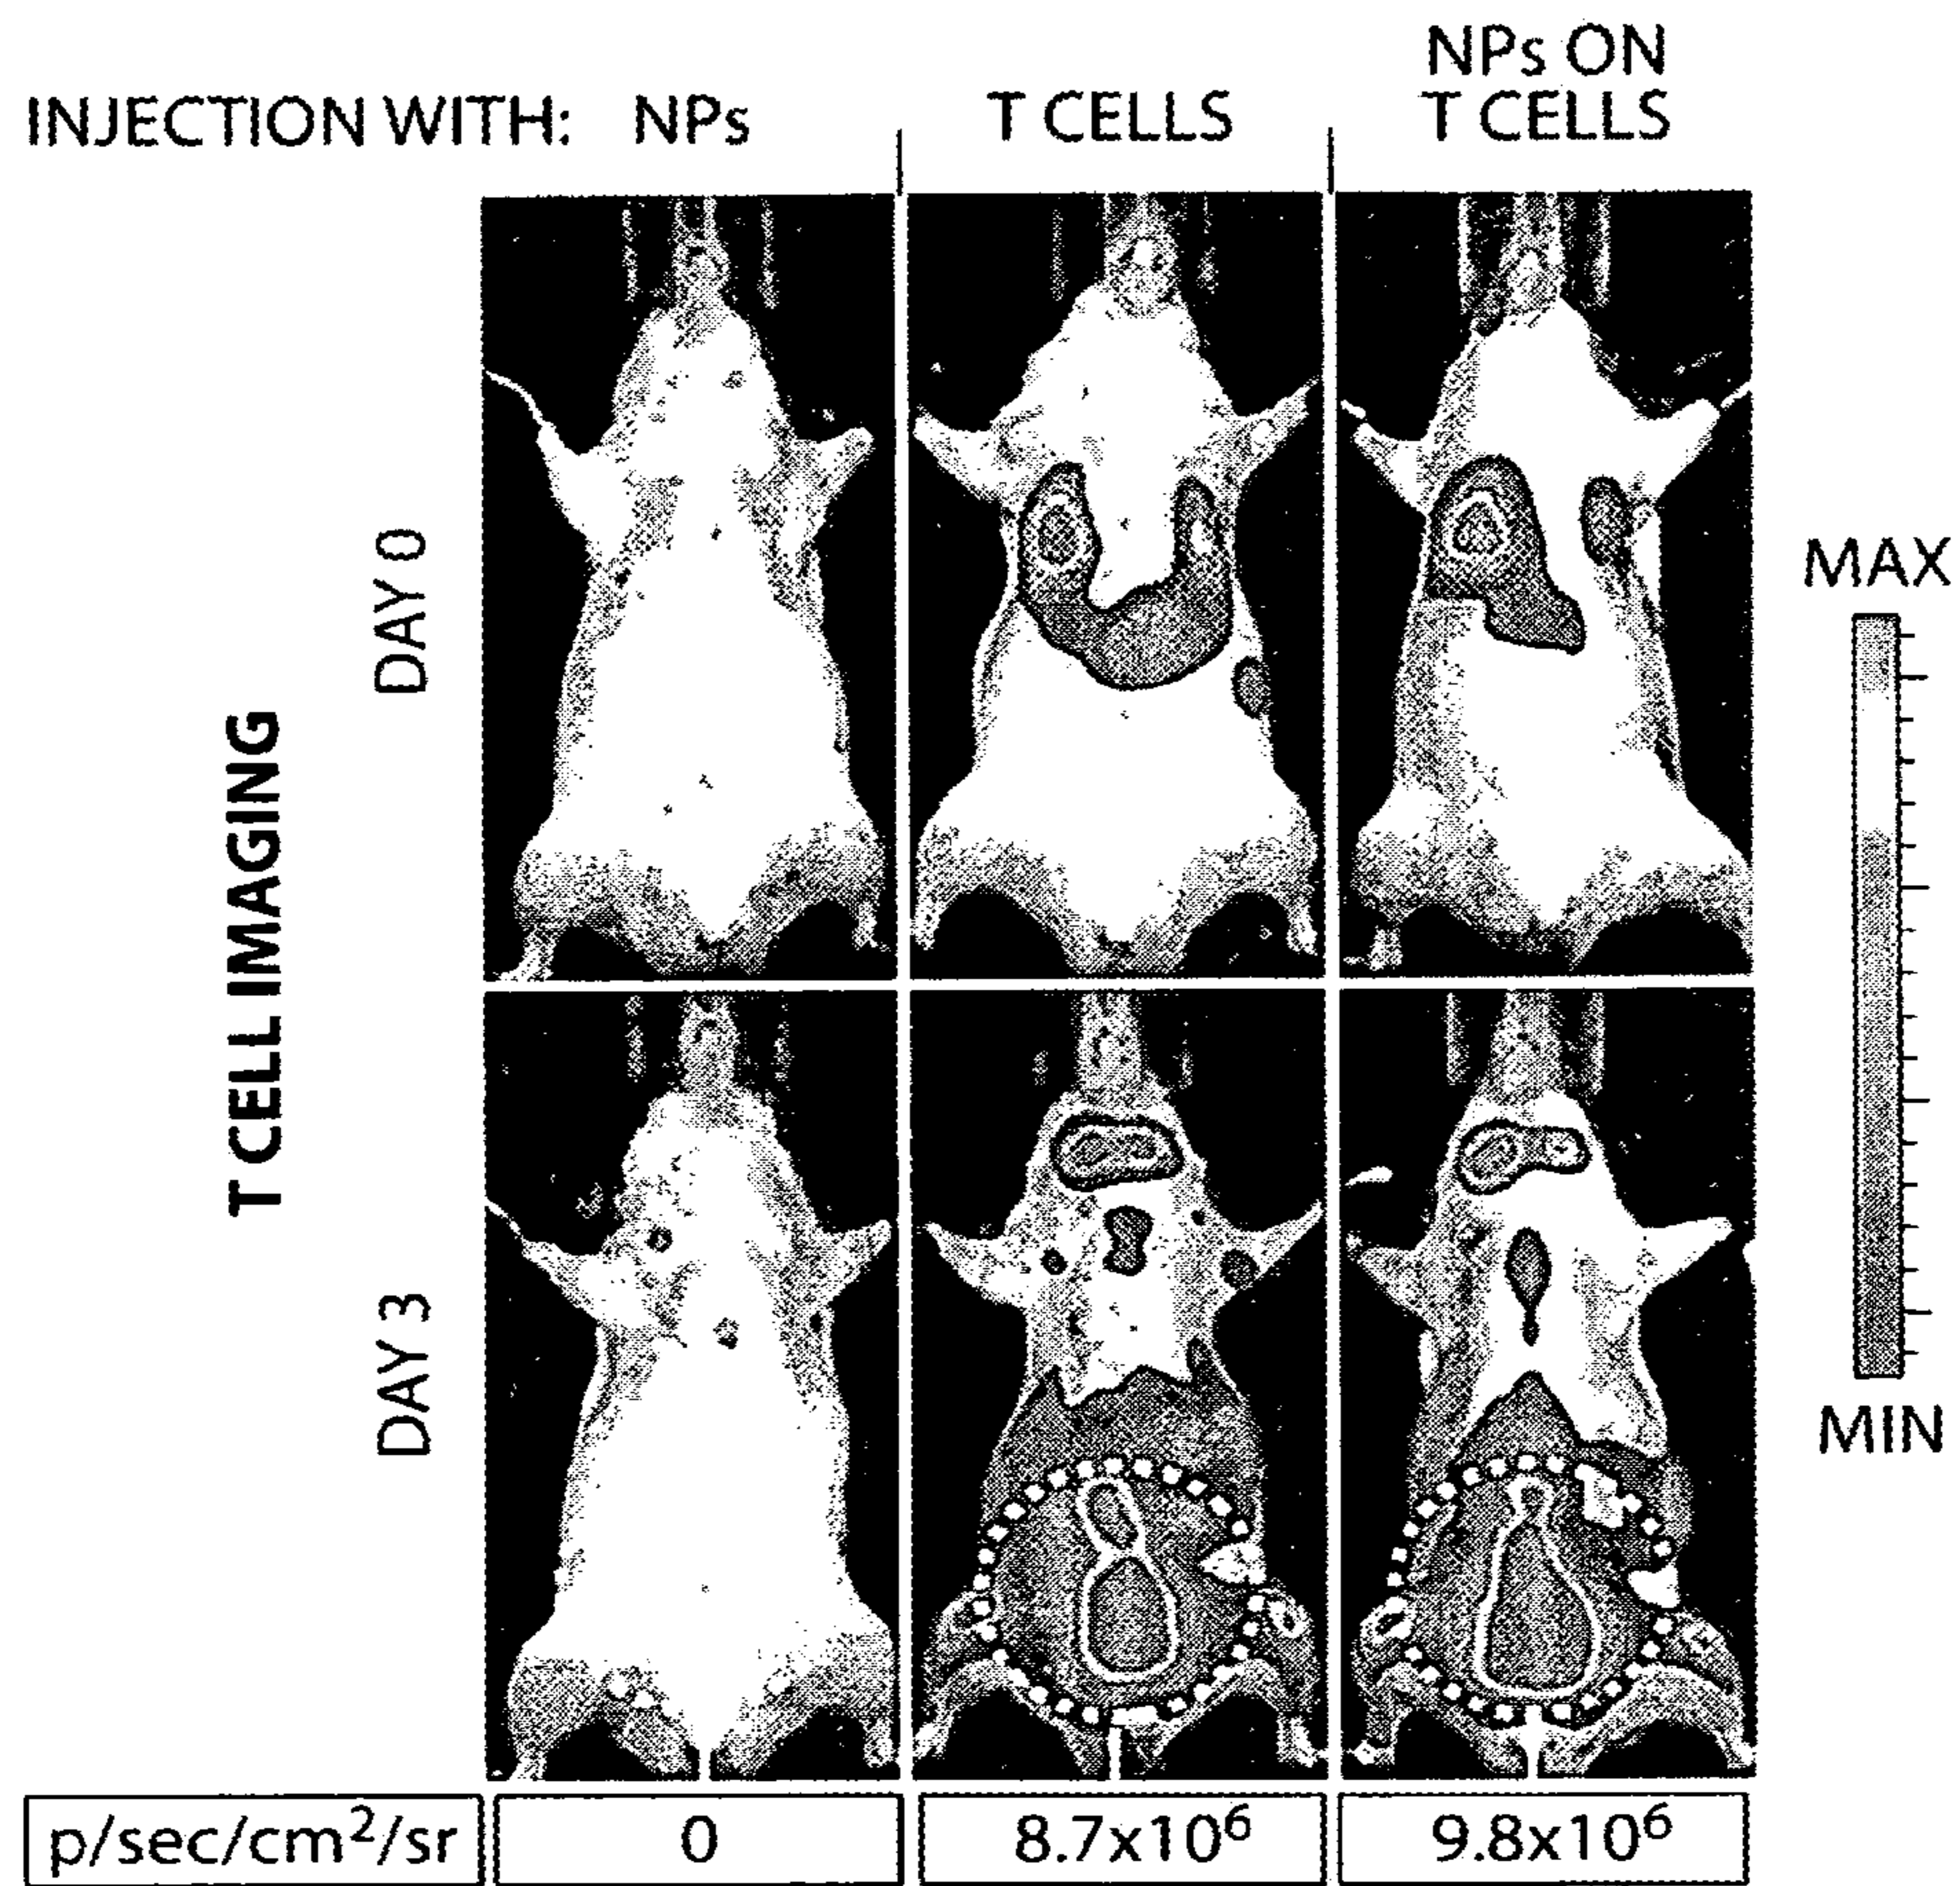 INJECTION WITH: NPs
T CELLS
NPs ON
T CELLS
T CELL IMAGING
DAY 0
DAY 3
MAX
MIN
p/sec/cm²/sr
0
8.7x10⁶
9.8x10⁶